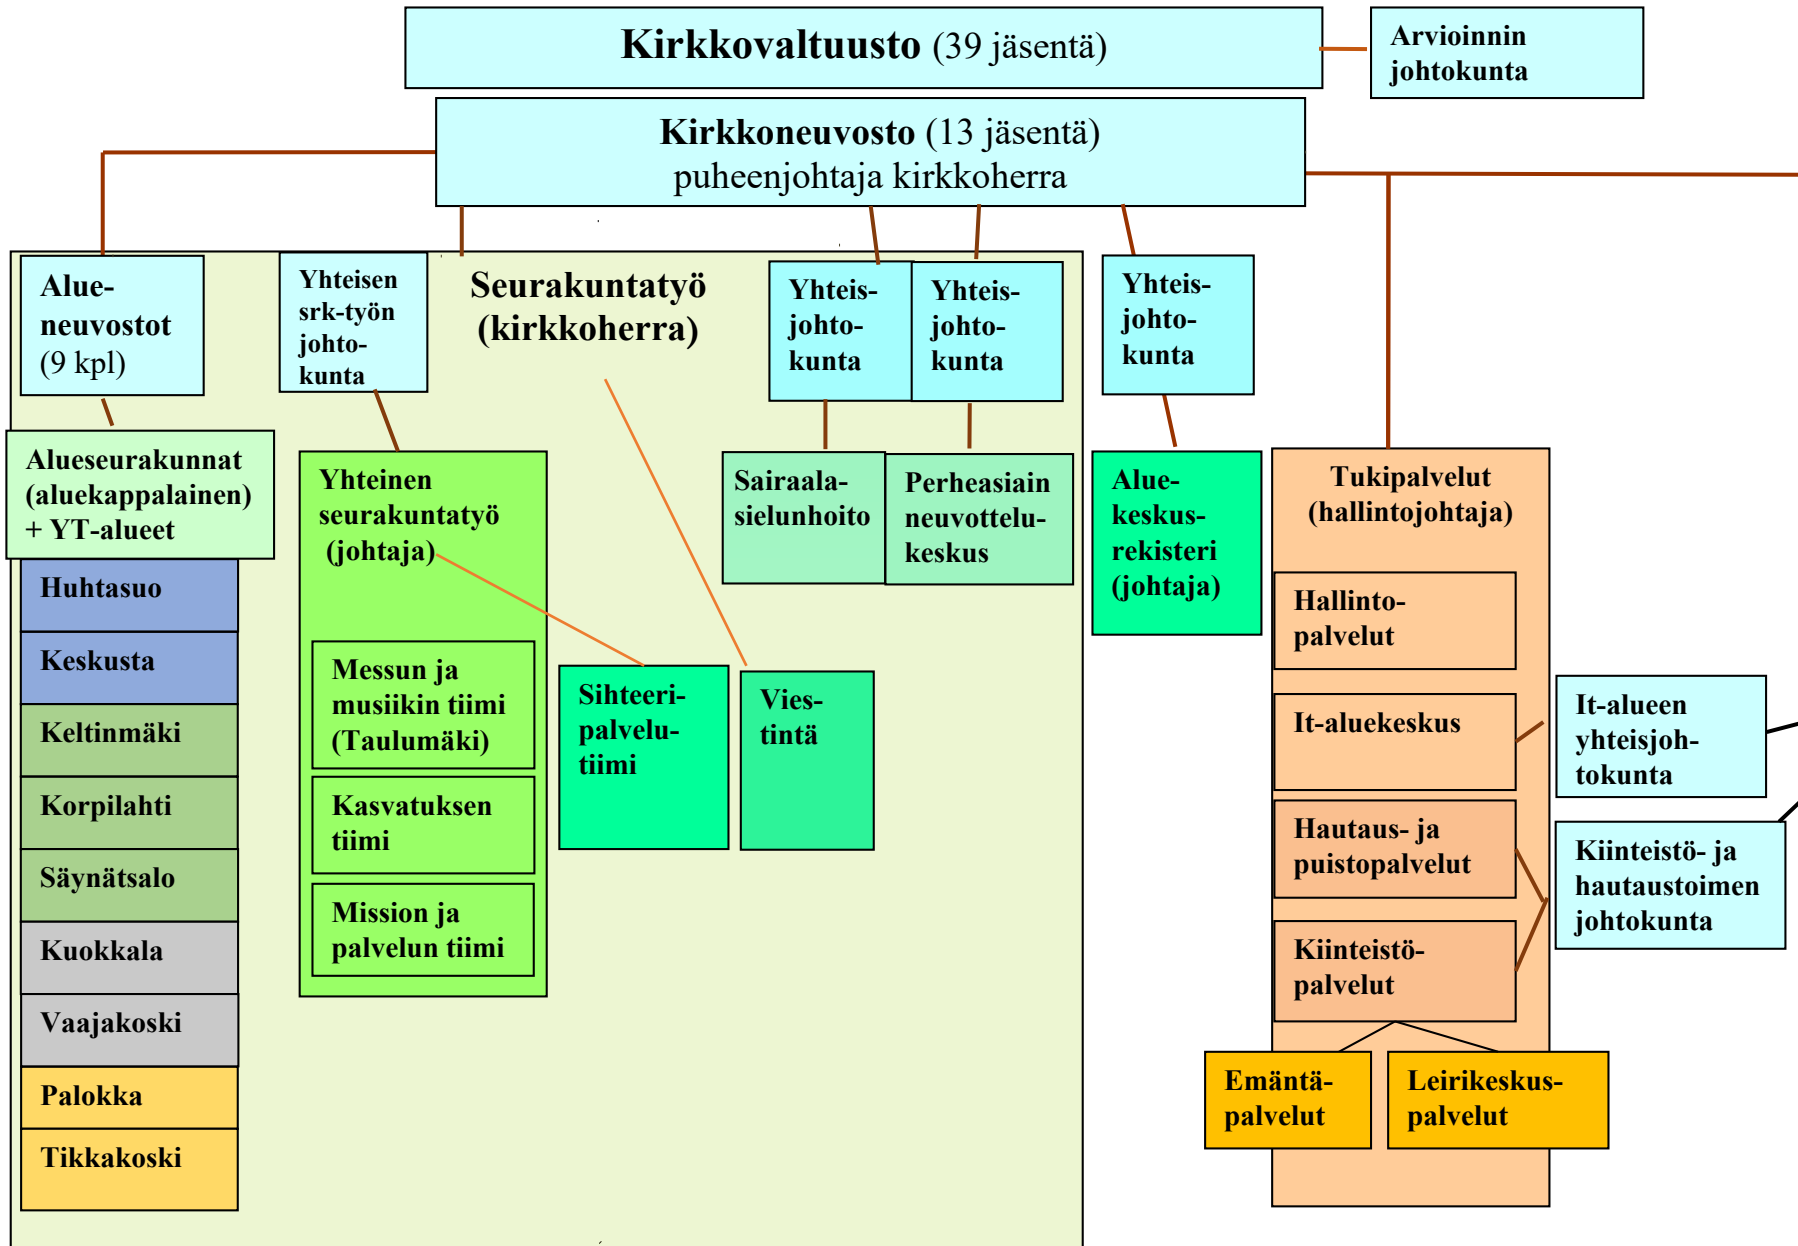 Kirkkovaltuusto (39 jäsentä)
Arvioinnin
johtokunta
Kirkkoneuvosto (13 jäsentä)
puheenjohtaja kirkkoherra
Alue-
neuvostot
(9 kpl)
Yhteisen
srk-työn
johto-
kunta
Seurakuntatyö
(kirkkoherra)
Yhteis-
johto-
kunta
Yhteis-
johto-
kunta
Yhteis-
johto-
kunta
Alueseurakunnat
(aluekappalainen)
+ YT-alueet
Huhtasuo
Keskusta
Keltinmäki
Korpilahti
Säynätsalo
Kuokkala
Vaajakoski
Palokka
Tikkakoski
Yhteinen
seurakuntatyö
(johtaja)
Messun ja
musiikin tiimi
(Taulumäki)
Kasvatuksen
tiimi
Mission ja
palvelun tiimi
Sihteeri-
palvelu-
tiimi
Vies-
tintä
Sairaala-
sielunhoito
Perheasiain
neuvottelu-
keskus
Alue-
keskus-
rekisteri
(johtaja)
Tukipalvelut
(hallintojohtaja)
Hallinto-
palvelut
It-aluekeskus
Hautaus- ja
puistopalvelut
Kiinteistö-
palvelut
Emäntä-
palvelut
Leirikeskus-
palvelut
It-alueen
yhteisjoh-
tokunta
Kiinteistö- ja
hautaustoimen
johtokunta